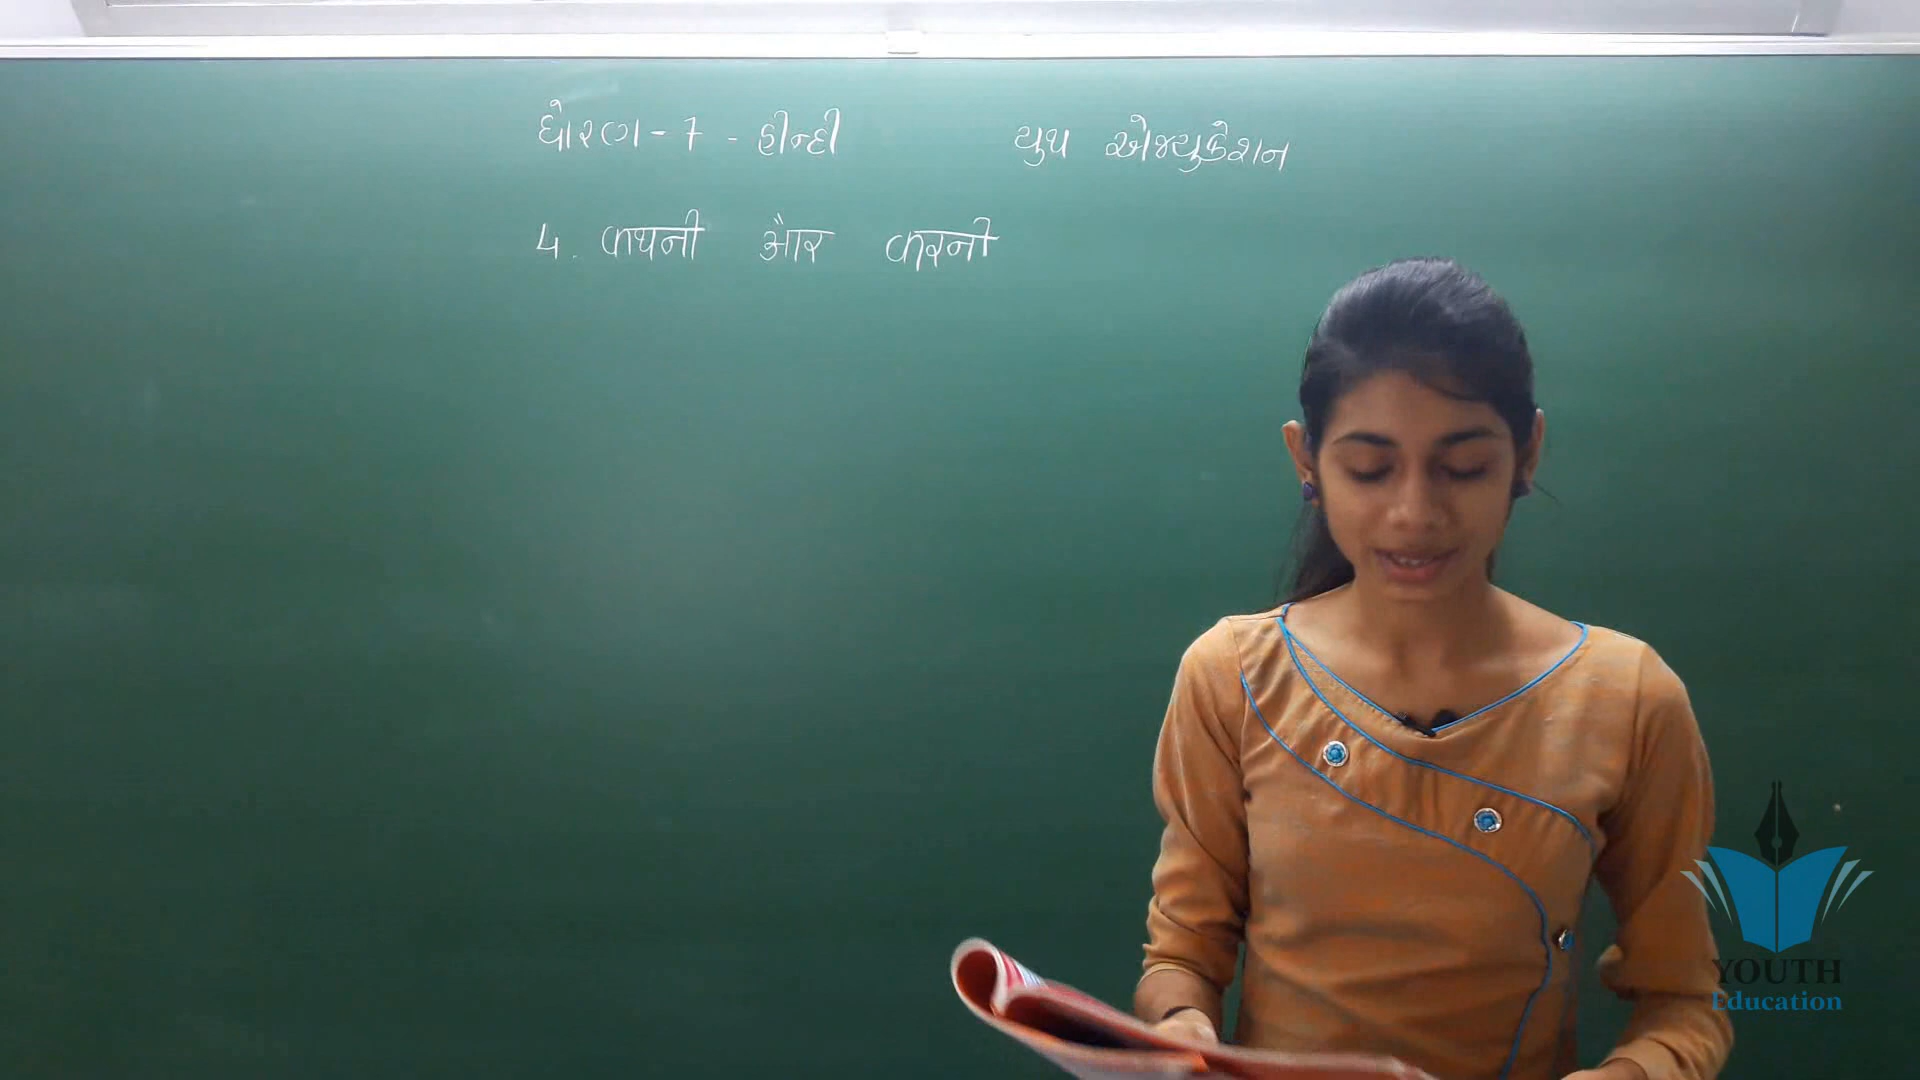 ધોરણ - 7 - હીન્દી યુથ એજ્યુકેશન
4. कथनी और करनी
YOUTH
Education